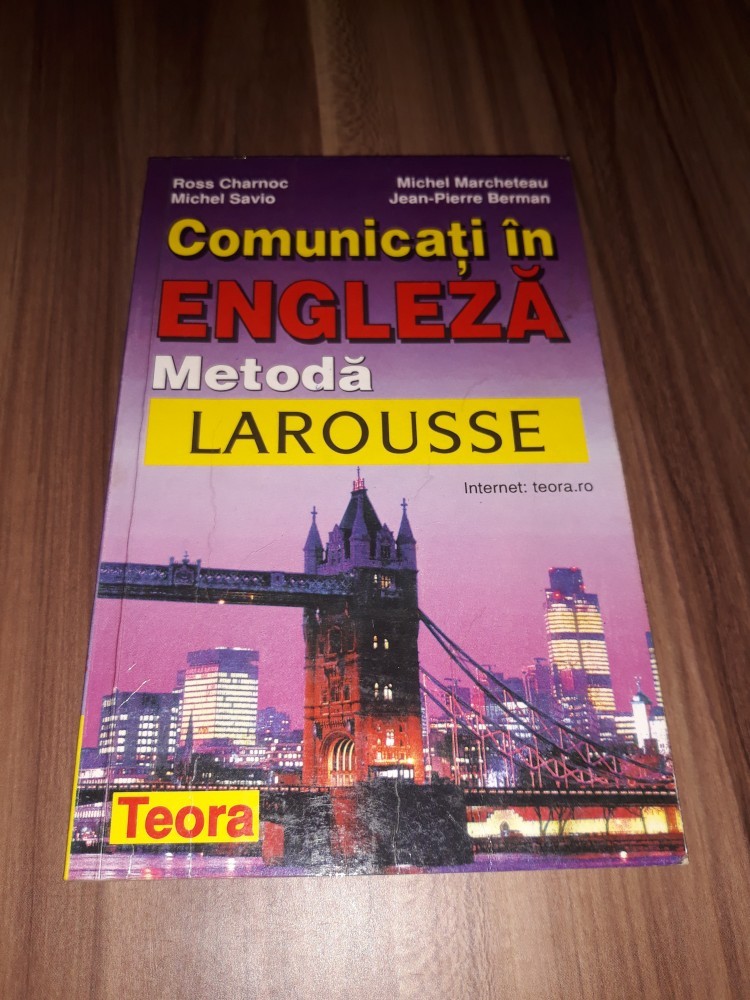 Ross Charnoc Michel Marcheteau
Michel Savio Jean-Pierre Berman
Comunicați în
ENGLEZĂ
Metodă
LAROUSSE
Internet: teora.ro
Teora